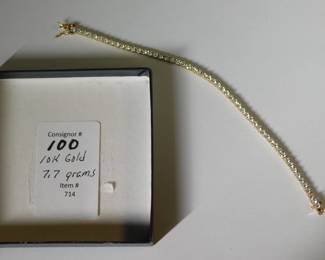 Consignor #
100
10K Gold
7.7 grams
Item #
714